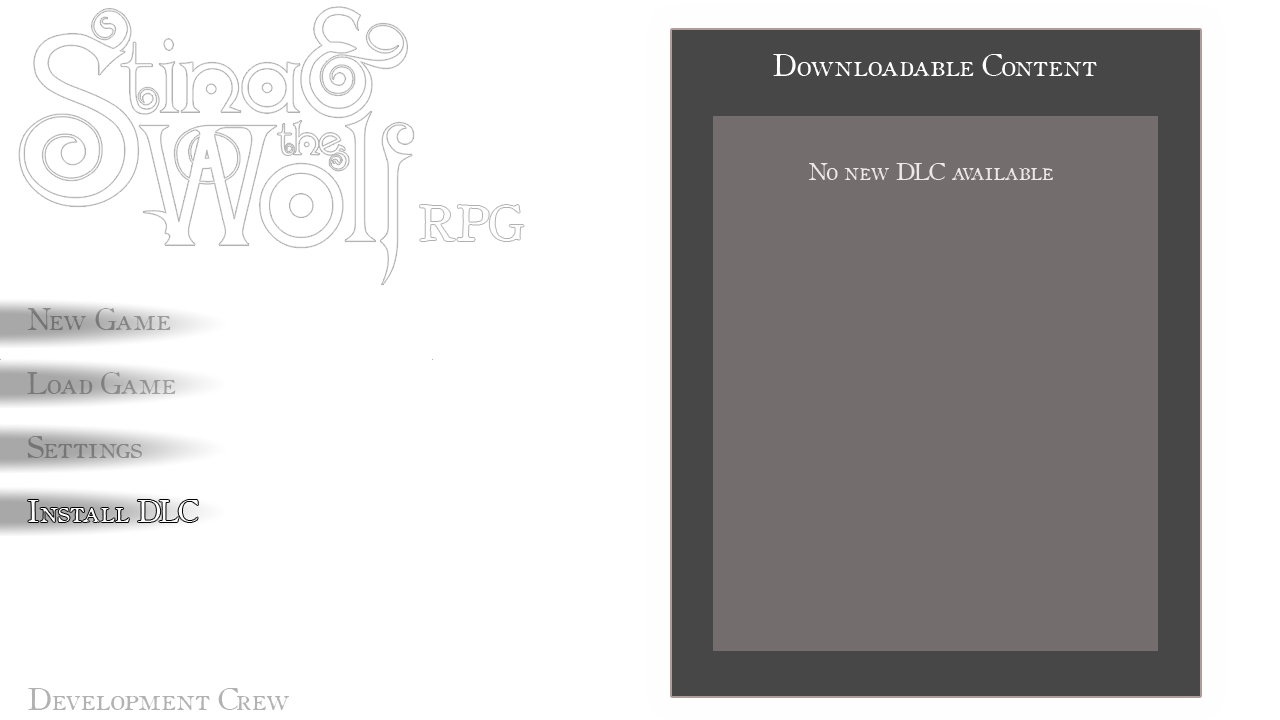 Stina &
the
Wolf
RPG
New Game
Load Game
Settings
Install DLC
Development Crew
Downloadable Content
No new DLC available